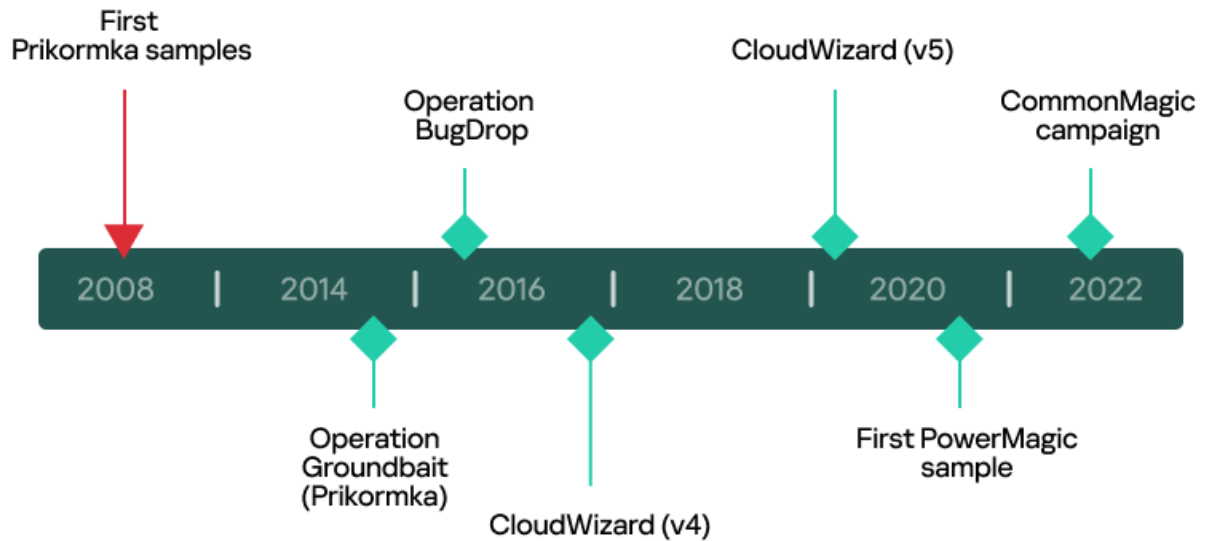 First
Prikormka samples
Operation
BugDrop
CloudWizard (v5)
CommonMagic
campaign
2008 | 2014 | 2016 | 2018 | 2020 | 2022
Operation
Groundbait
(Prikormka)
CloudWizard (v4)
First PowerMagic
sample